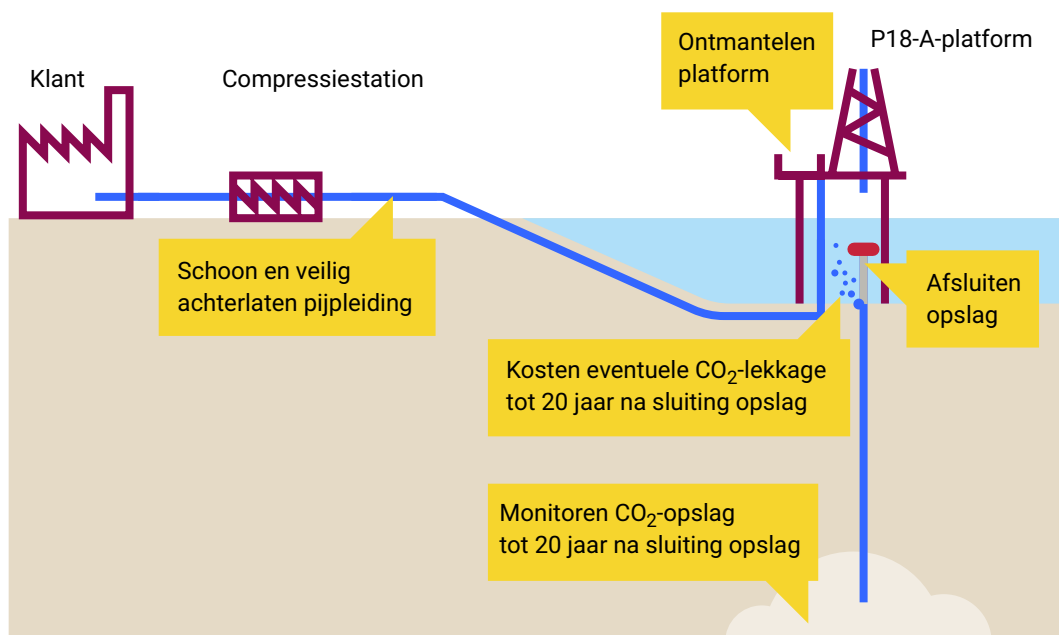 Klant
Compressiestation
Ontmantelen
platform
P18-A-platform
Schoon en veilig
achterlaten pijpleiding
Afsluiten
opslag
Kosten eventuele CO₂-lekkage
tot 20 jaar na sluiting opslag
Monitoren CO₂-opslag
tot 20 jaar na sluiting opslag